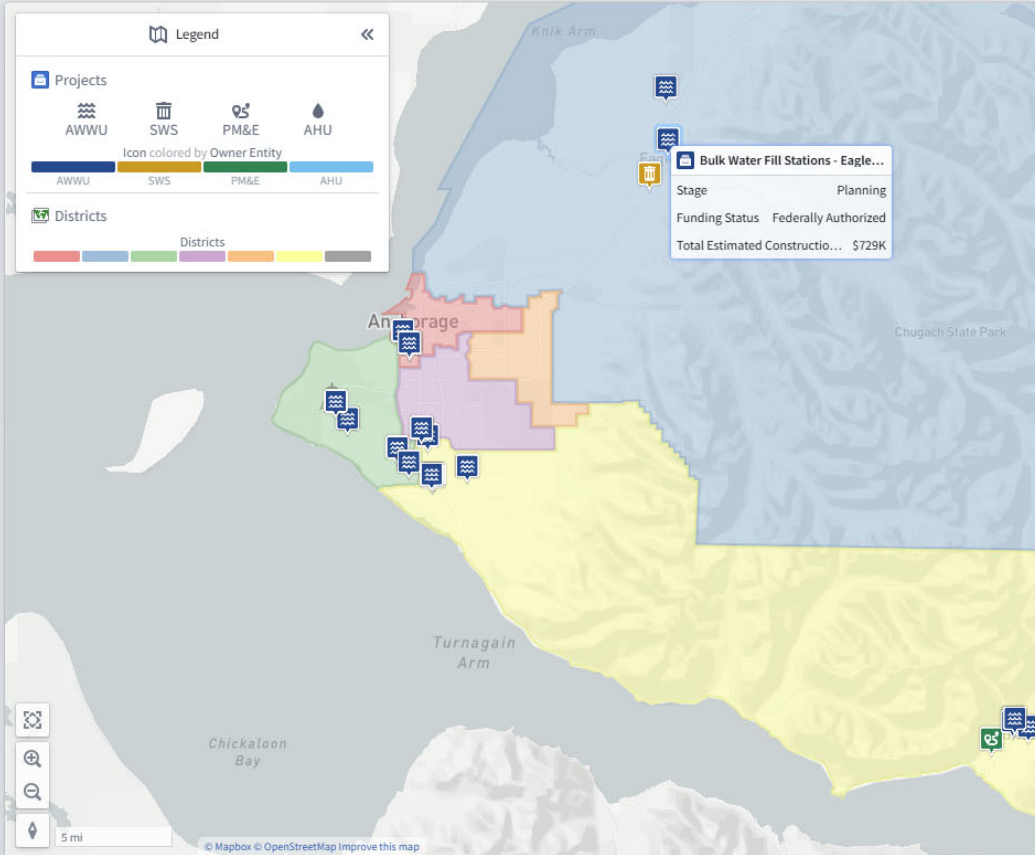 Legend
Projects
AWWU SWS PM&E AHU
Icon colored by Owner Entity
AWWU SWS PM&E AHU
Districts
Districts
Knik Arm
Bulk Water Fill Stations - Eagle...
Stage Planning
Funding Status Federally Authorized
Total Estimated Constructio... $729K
Anchorage
Chugach State Park
Turnagain
Arm
Chickaloon
Bay
5 mi
© Mapbox © OpenStreetMap Improve this map